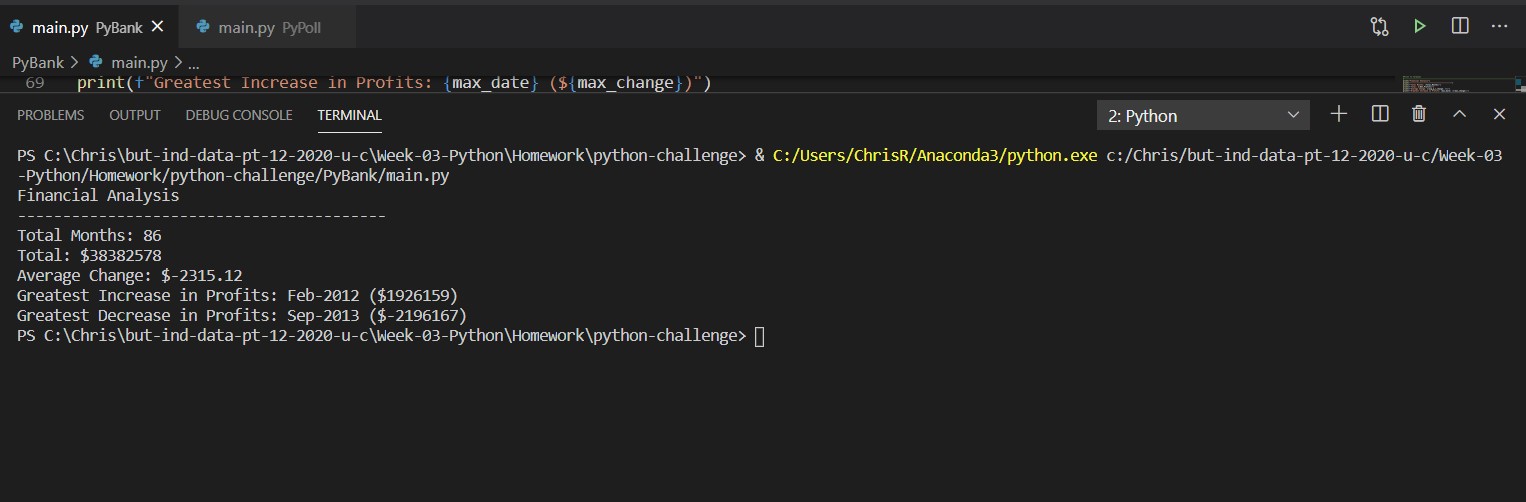 main.py PyBank main.py PyPoll
PyBank > main.py > ...
69 print(f"Greatest Increase in Profits: {max_date} (${max_change})")
PROBLEMS OUTPUT DEBUG CONSOLE TERMINAL 2: Python
PS C:\Chris\but-ind-data-pt-12-2020-u-c\Week-03-Python\Homework\python-challenge> & C:/Users/ChrisR/Anaconda3/python.exe c:/Chris/but-ind-data-pt-12-2020-u-c/Week-03
-Python/Homework/python-challenge/PyBank/main.py
Financial Analysis
-----------------------------------------
Total Months: 86
Total: $38382578
Average Change: $-2315.12
Greatest Increase in Profits: Feb-2012 ($1926159)
Greatest Decrease in Profits: Sep-2013 ($-2196167)
PS C:\Chris\but-ind-data-pt-12-2020-u-c\Week-03-Python\Homework\python-challenge>